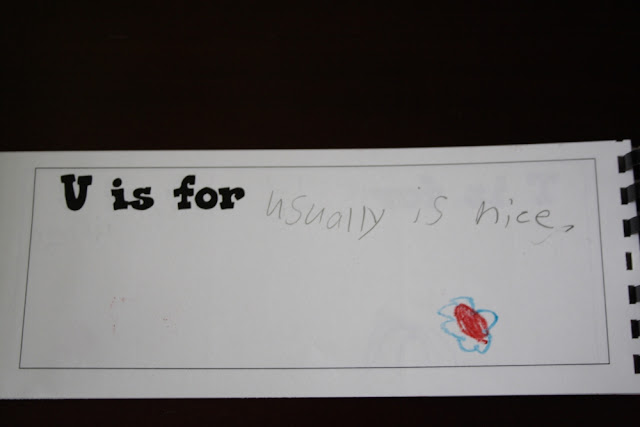 U is for usually is nice,